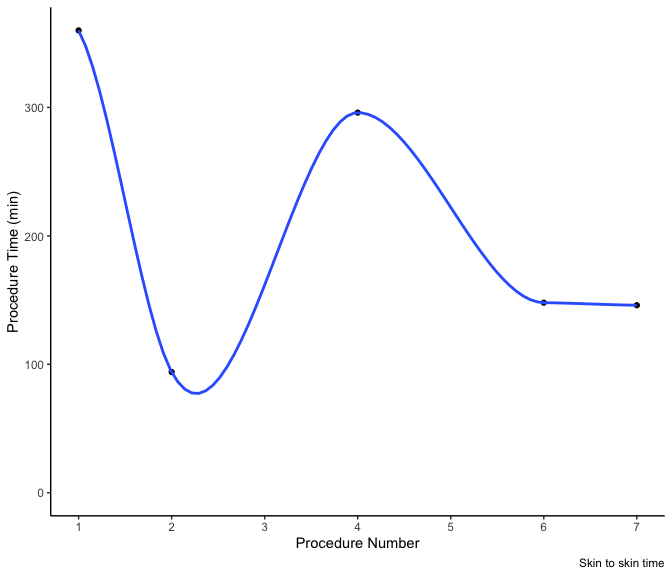 Procedure Time (min)
300
200
100
0
1 2 3 4 5 6 7
Procedure Number
Skin to skin time